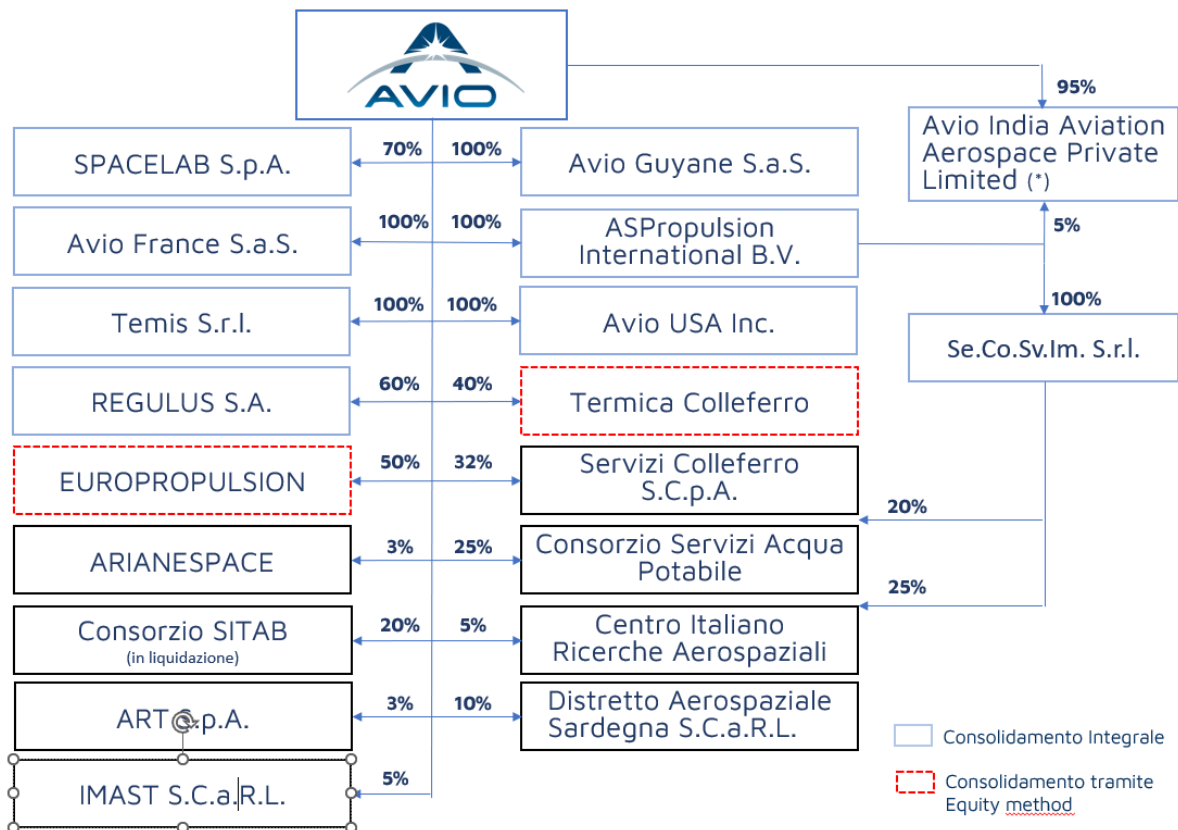 AVIO
95%
Avio India Aviation
Aerospace Private
Limited (*)
SPACELAB S.p.A.
70%
100%
Avio Guyane S.a.S.
Avio France S.a.S.
100%
100%
ASPropulsion
International B.V.
5%
Temis S.r.l.
100%
100%
Avio USA Inc.
100%
Se.Co.Sv.Im. S.r.l.
REGULUS S.A.
60%
40%
Termica Colleferro
EUROPROPULSION
50%
32%
Servizi Colleferro
S.C.p.A.
20%
ARIANESPACE
3%
25%
Consorzio Servizi Acqua
Potabile
25%
Consorzio SITAB
(in liquidazione)
20%
5%
Centro Italiano
Ricerche Aerospaziali
ART S.p.A.
3%
10%
Distretto Aerospaziale
Sardegna S.C.a.R.L.
IMAST S.C.a.R.L.
5%
Consolidamento Integrale
Consolidamento tramite
Equity method